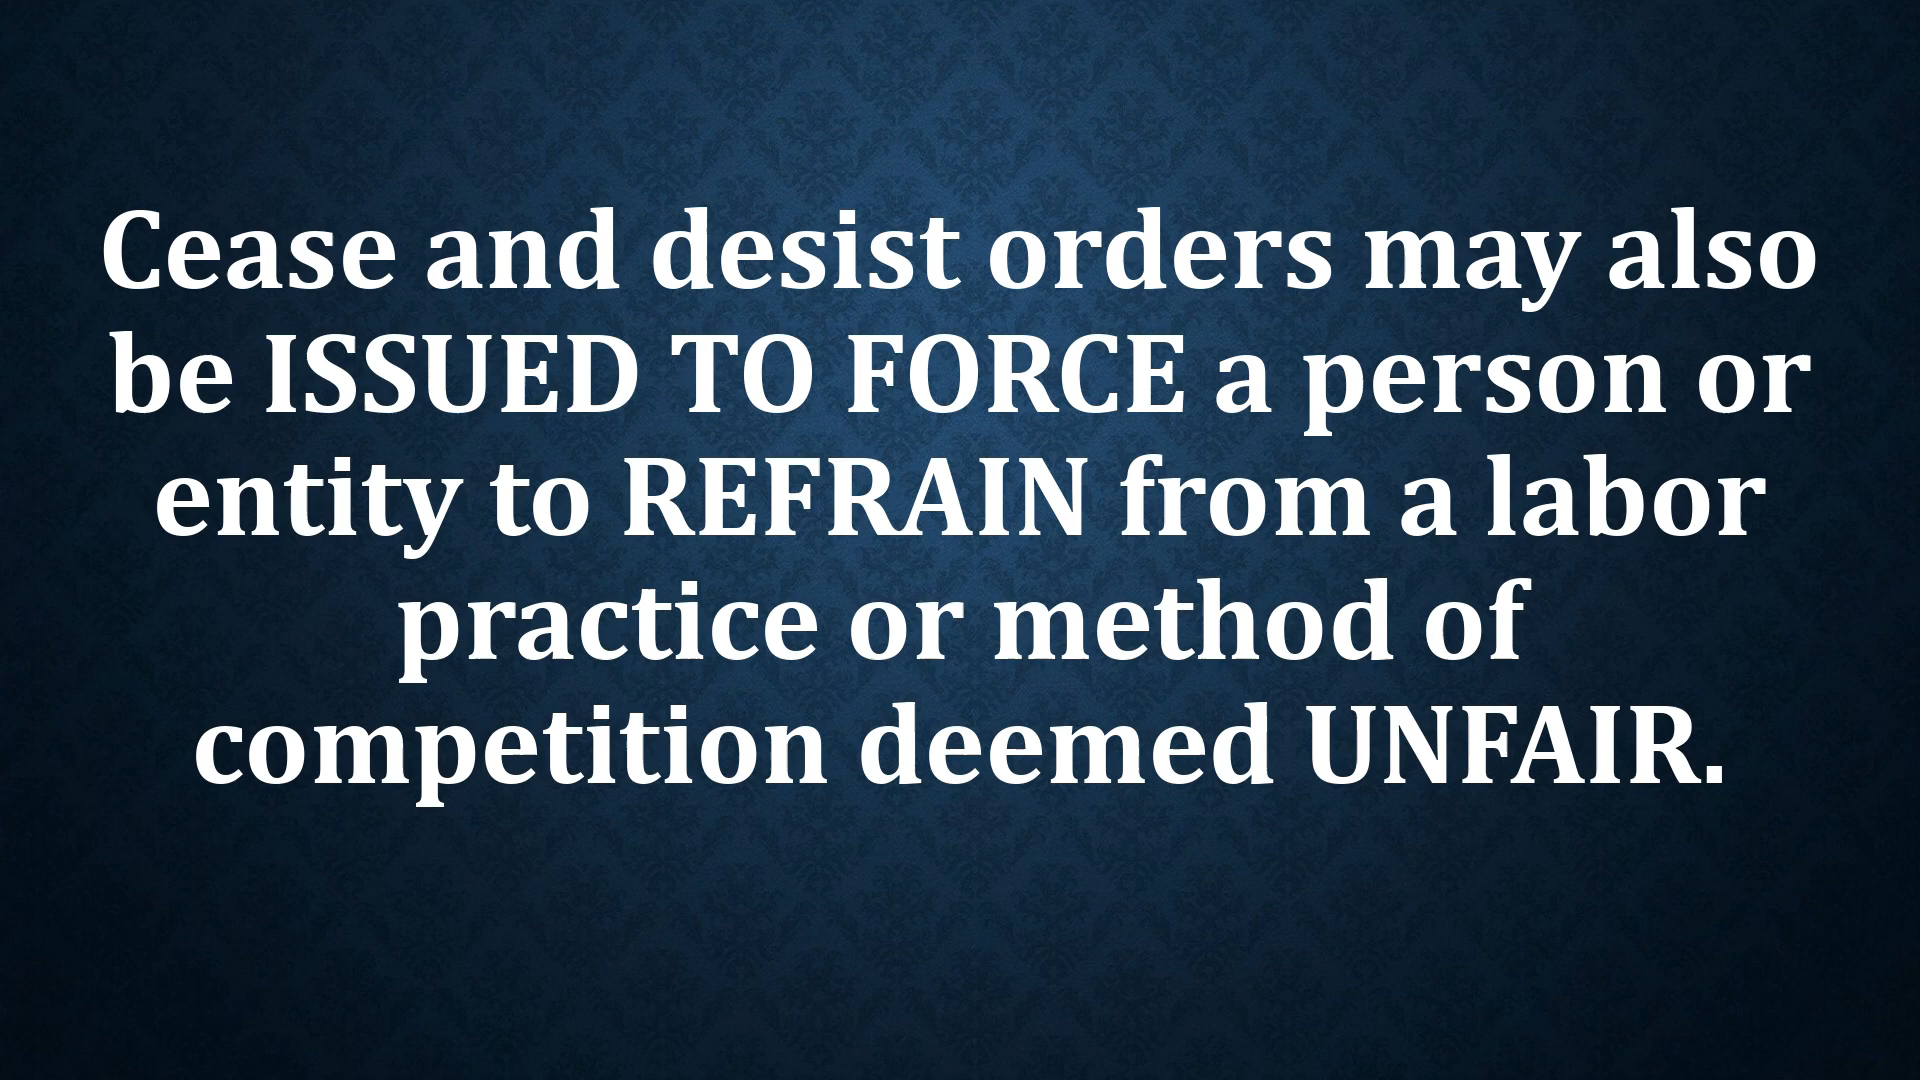 Cease and desist orders may also
be ISSUED TO FORCE a person or
entity to REFRAIN from a labor
practice or method of
competition deemed UNFAIR.